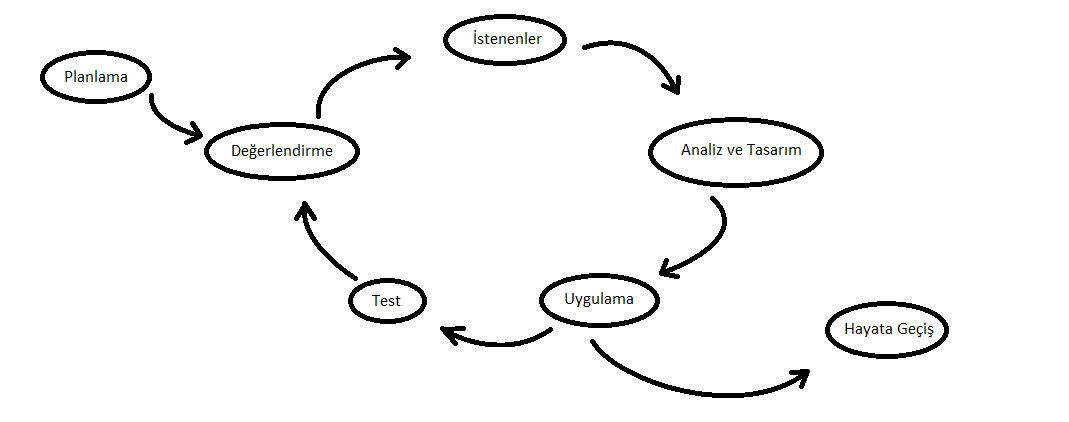 İstenenler
Planlama
Değerlendirme
Analiz ve Tasarım
Test
Uygulama
Hayata Geçiş